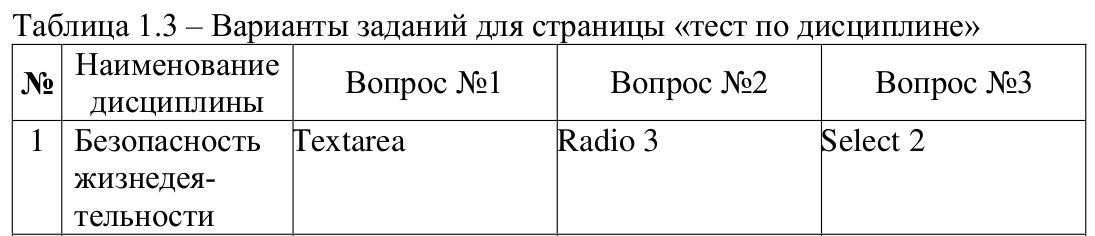 Таблица 1.3 – Варианты заданий для страницы «тест по дисциплине»
№ Наименование дисциплины Вопрос №1 Вопрос №2 Вопрос №3
1 Безопасность Textarea Radio 3 Select 2
жизнедея-
тельности